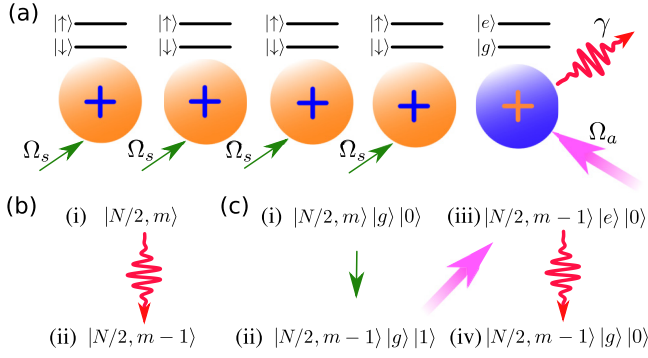 (a) |↑⟩ |↑⟩ |↑⟩ |↑⟩ |e⟩ γ
|↓⟩ |↓⟩ |↓⟩ |↓⟩ |g⟩
+ + + + +
Ωₛ Ωₛ Ωₛ Ωₛ Ωₐ
(b) (c)
(i) |N/2, m⟩ (i) |N/2, m⟩ |g⟩ |0⟩ (iii) |N/2, m − 1⟩ |e⟩ |0⟩
(ii) |N/2, m − 1⟩ (ii) |N/2, m − 1⟩ |g⟩ |1⟩ (iv) |N/2, m − 1⟩ |g⟩ |0⟩